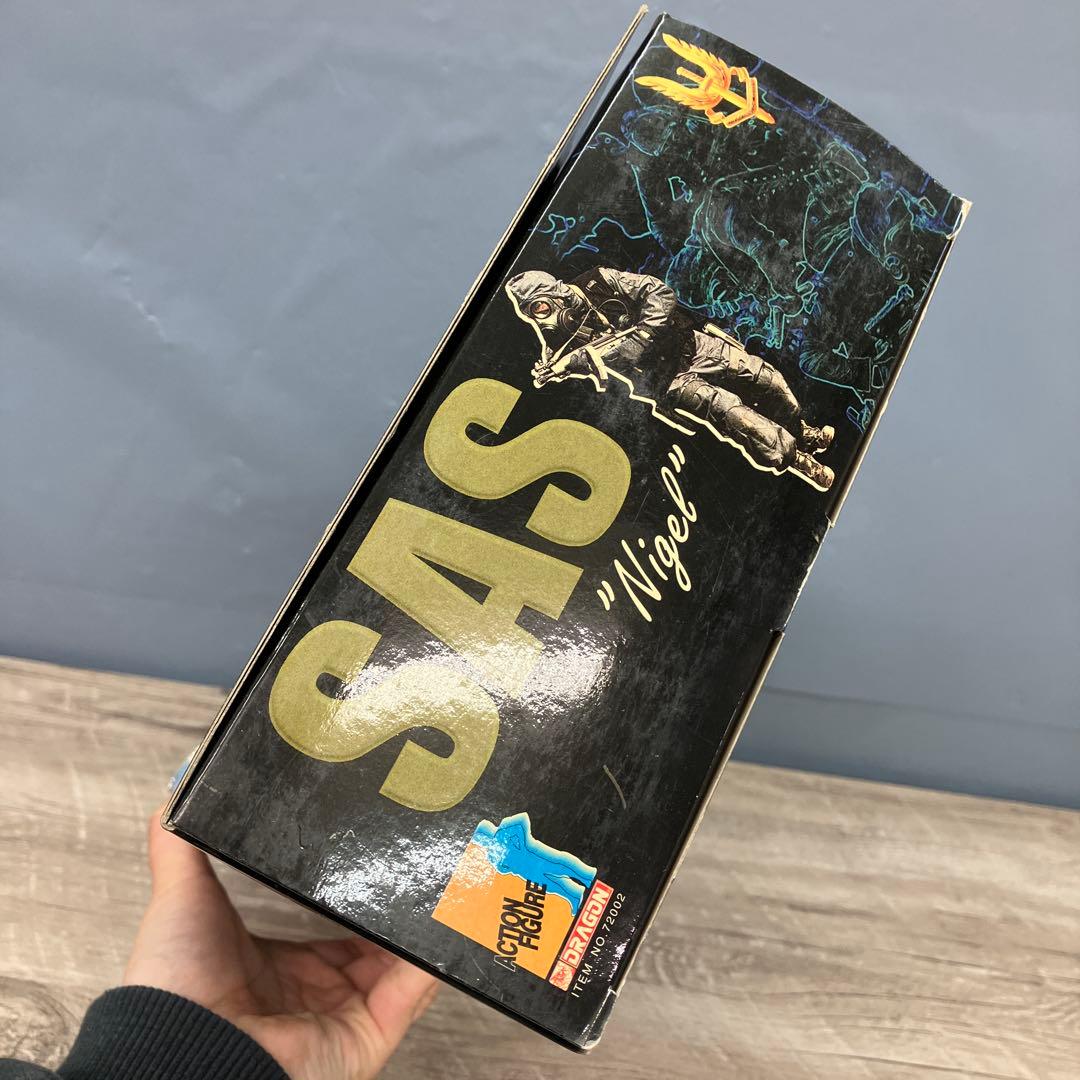 SAS
"Nigel"
ACTION
FIGURE
DRAGON
ITEM NO.72002